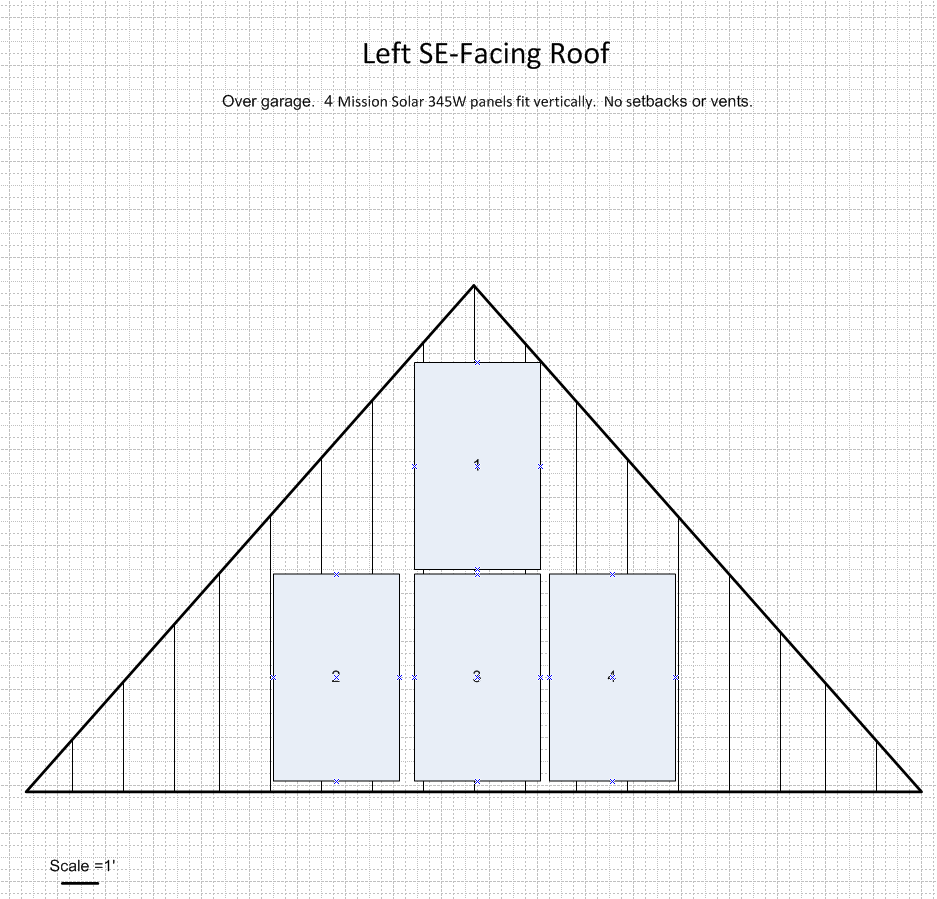 Left SE-Facing Roof
Over garage.  4 Mission Solar 345W panels fit vertically.  No setbacks or vents.
1
2 3 4
Scale =1'